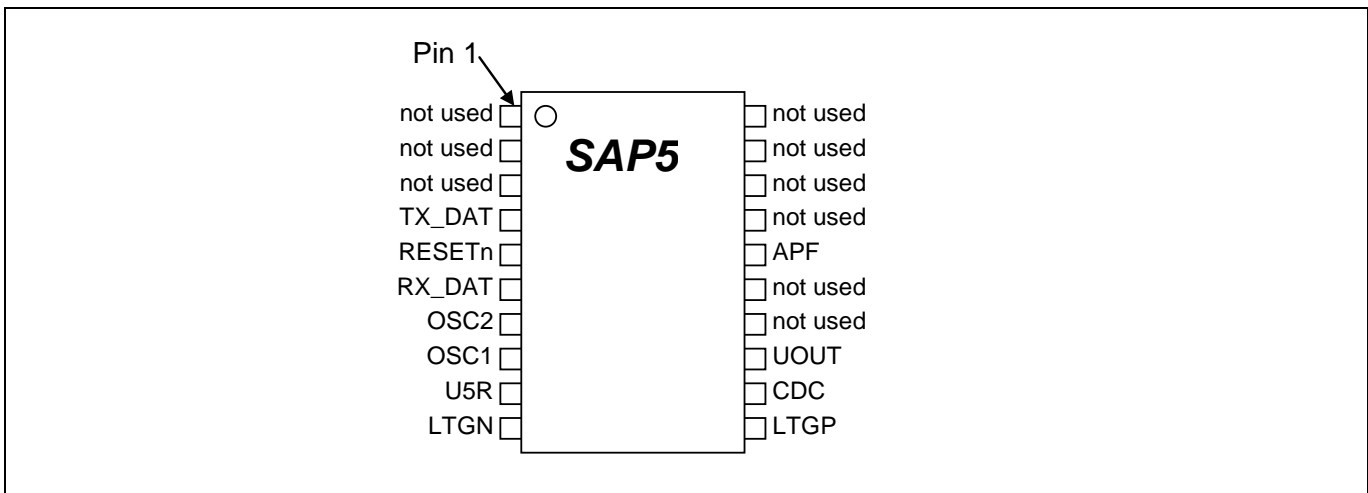 Pin 1
not used not used
not used SAP5 not used
not used not used
TX_DAT not used
RESETn APF
RX_DAT not used
OSC2 not used
OSC1 UOUT
U5R CDC
LTGN LTGP